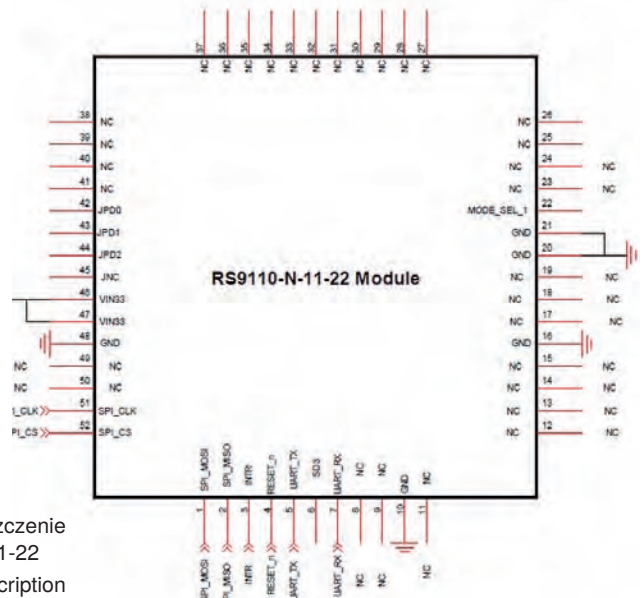 37 36 35 34 33 32 31 30 29 28 27
NC NC NC NC NC NC NC NC NC NC NC
38 NC
39 NC
40 NC
41 NC
42 JPD0
43 JPD1
44 JPD2
45 JNC
46 VIN33
47 VIN33
48 GND
NC 49 NC
NC 50 NC
I_CLK 51 SPI_CLK
PI_CS 52 SPI_CS
RS9110-N-11-22 Module
NC 26
NC 25
NC 24 NC
NC 23 NC
MODE_SEL_1 22
GND 21
GND 20
NC 19 NC
NC 18 NC
NC 17 NC
GND 16
NC 15 NC
NC 14 NC
NC 13 NC
NC 12 NC
SPI_MOSI SPI_MISO INTR RESET_n UART_TX SD3 UART_RX NC NC GND NC
1 2 3 4 5 6 7 8 9 10 11
SPI_MOSI SPI_MISO INTR RESET_n UART_TX UART_RX NC NC NC
zczenie
1-22
cription